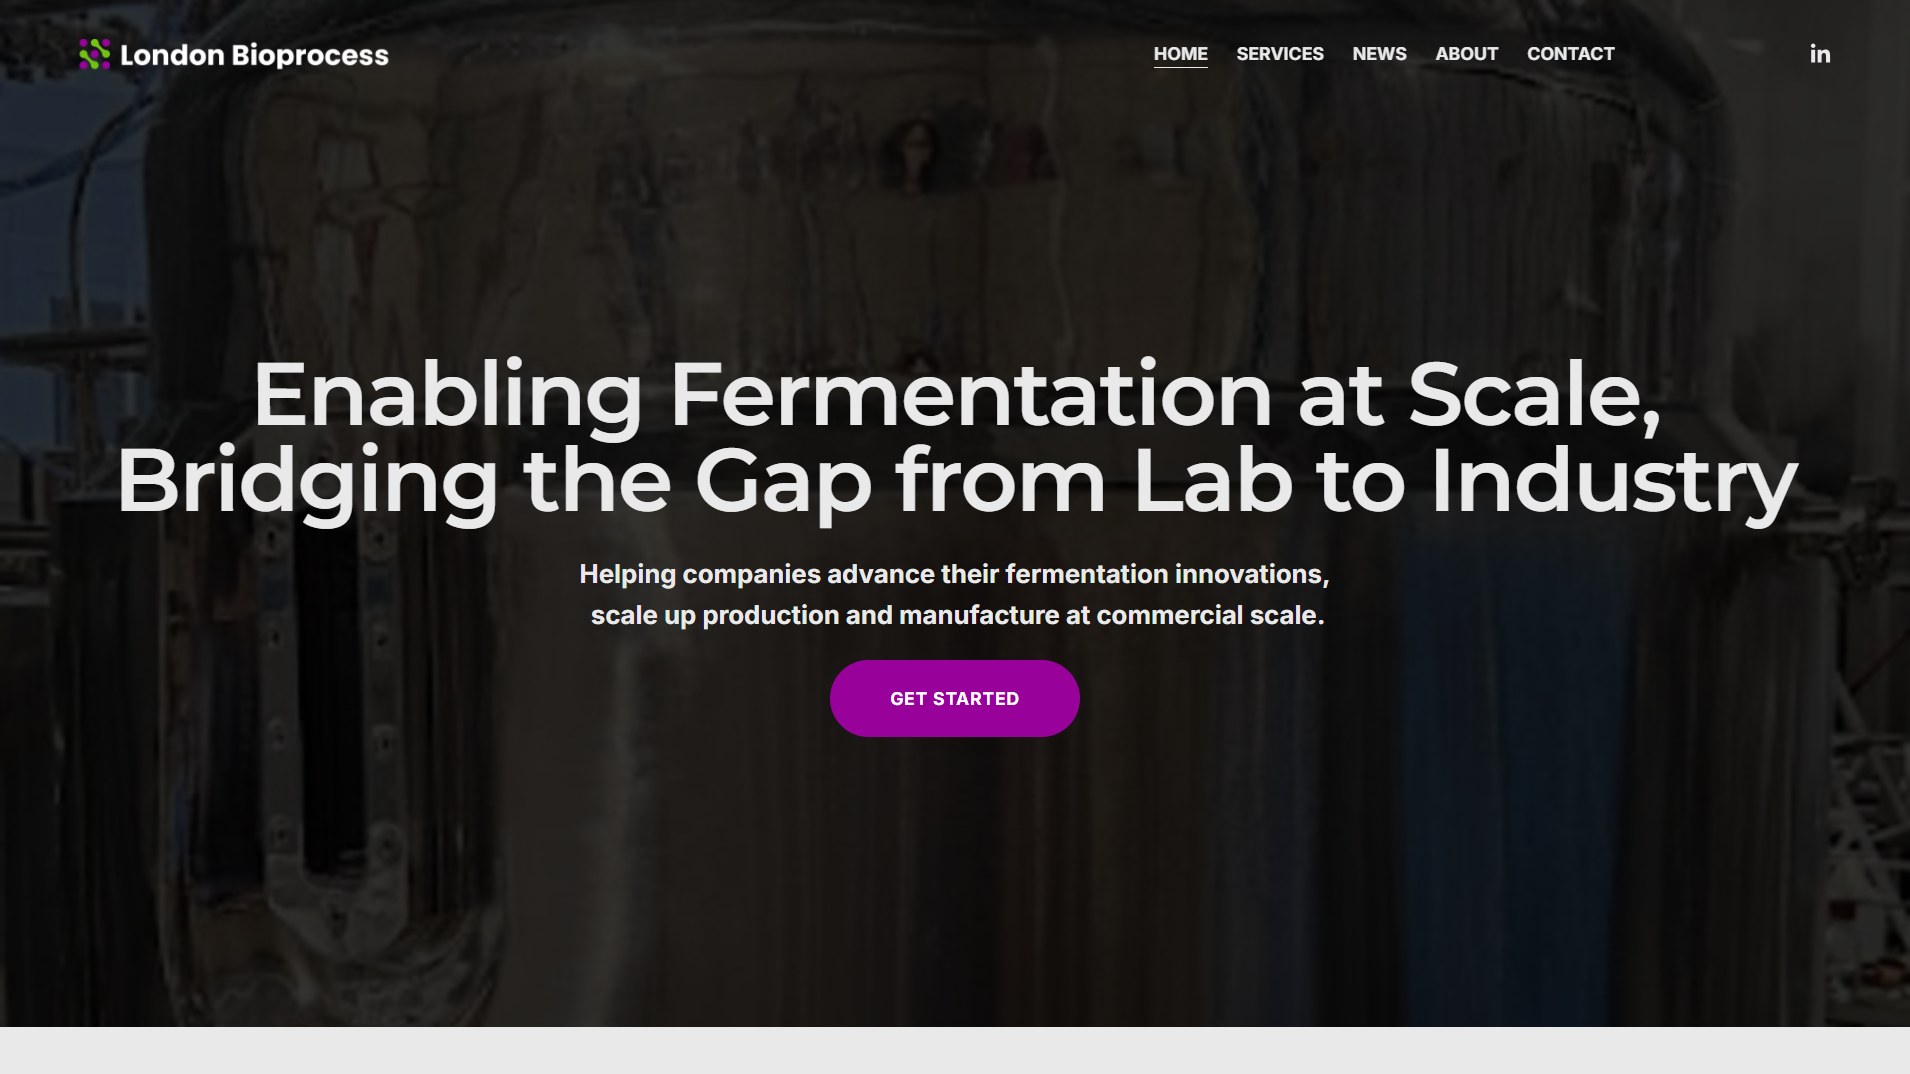 London Bioprocess
HOME SERVICES NEWS ABOUT CONTACT in
Enabling Fermentation at Scale,
Bridging the Gap from Lab to Industry
Helping companies advance their fermentation innovations,
scale up production and manufacture at commercial scale.
GET STARTED